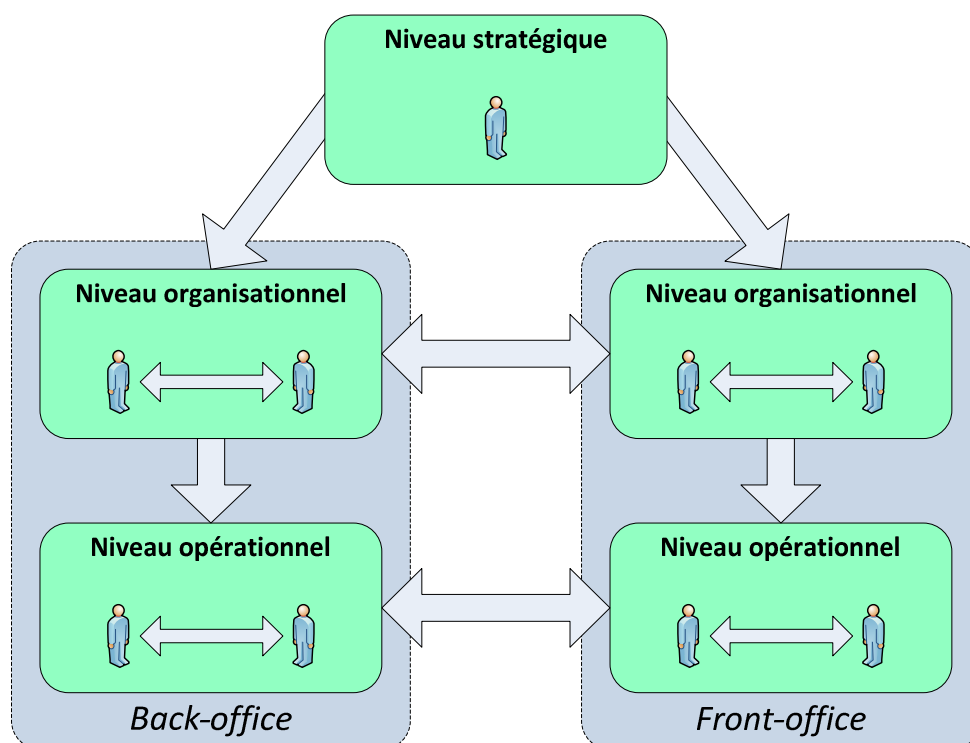 Niveau stratégique
Niveau organisationnel
Niveau organisationnel
Niveau opérationnel
Niveau opérationnel
Back-office
Front-office